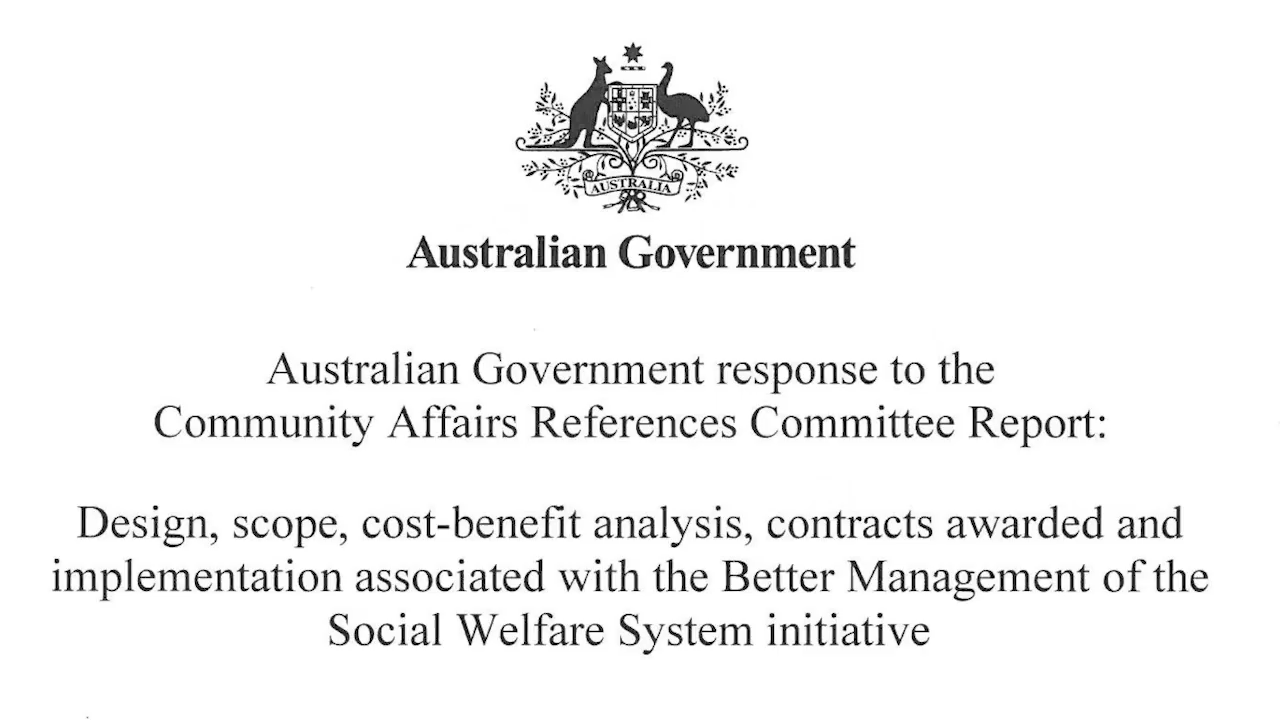 AUSTRALIA
Australian Government
Australian Government response to the
Community Affairs References Committee Report:
Design, scope, cost-benefit analysis, contracts awarded and
implementation associated with the Better Management of the
Social Welfare System initiative